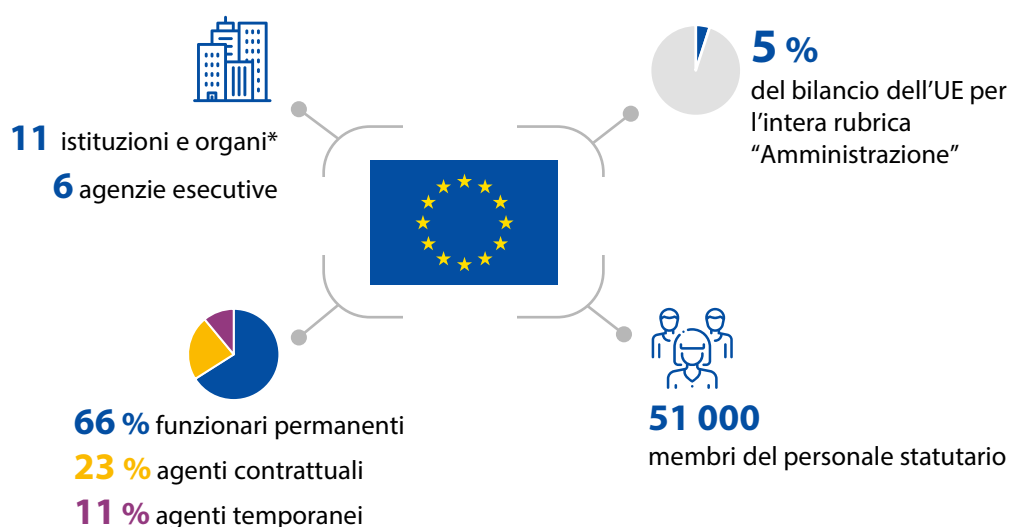 11 istituzioni e organi*
6 agenzie esecutive
5 %
del bilancio dell’UE per
l’intera rubrica
“Amministrazione”
66 % funzionari permanenti
23 % agenti contrattuali
11 % agenti temporanei
51 000
membri del personale statutario